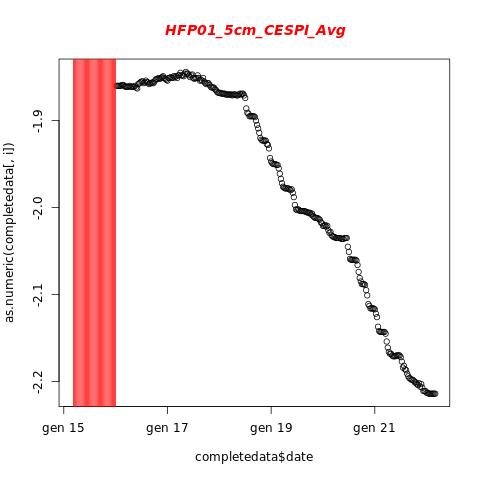 HFP01_5cm_CESPI_Avg
as.numeric(completedata[, i])
-1.9
-2.0
-2.1
-2.2
gen 15 gen 17 gen 19 gen 21
completedata$date